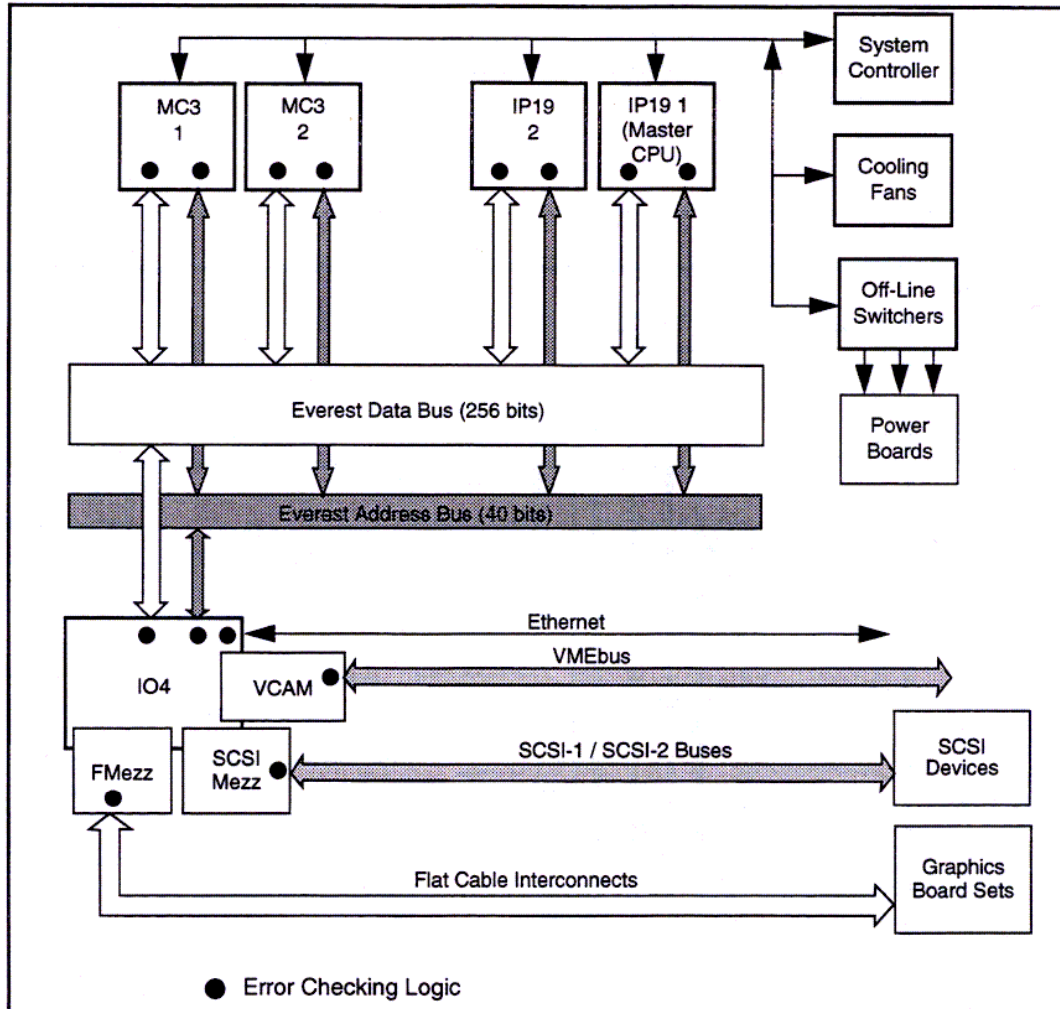 System
Controller
MC3
1
MC3
2
IP19
2
IP19 1
(Master
CPU)
Cooling
Fans
Off-Line
Switchers
Everest Data Bus (256 bits)
Power
Boards
Everest Address Bus (40 bits)
Ethernet
VMEbus
IO4
VCAM
FMezz
SCSI
Mezz
SCSI-1 / SCSI-2 Buses
SCSI
Devices
Flat Cable Interconnects
Graphics
Board Sets
Error Checking Logic